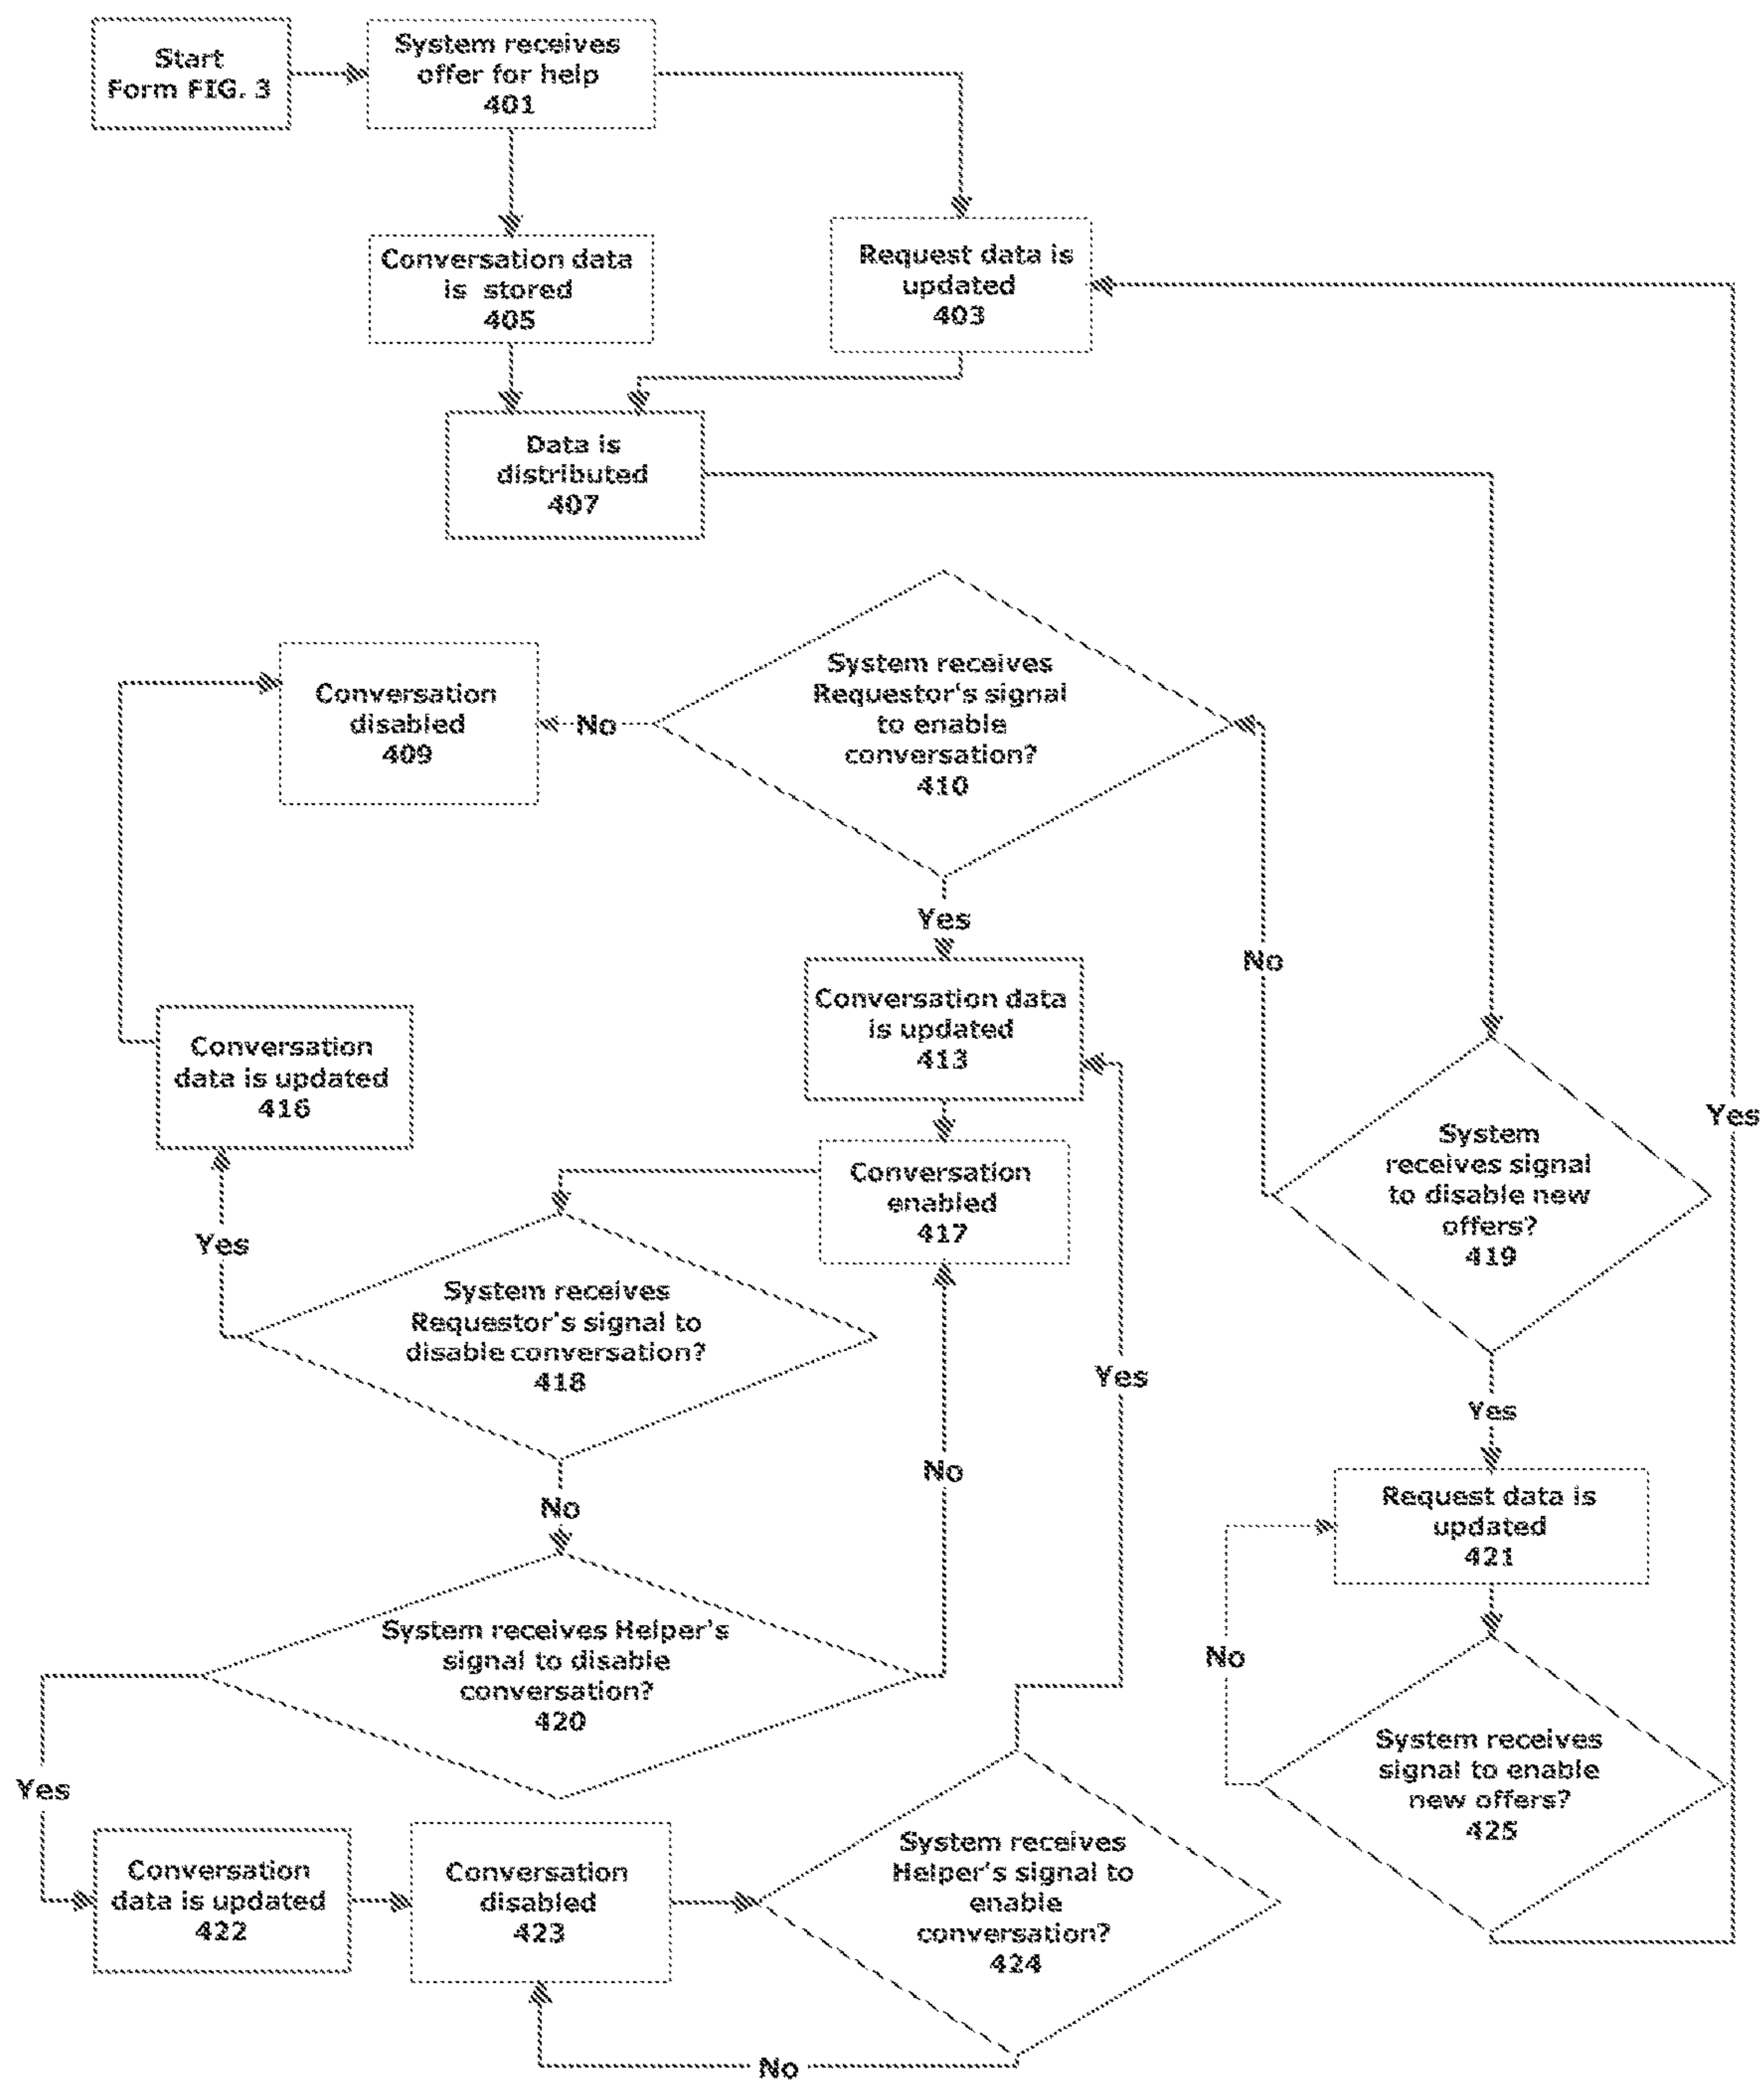 Start
Form FIG. 3
System receives
offer for help
401
Conversation data
is stored
405
Request data is
updated
403
Data is
distributed
407
System receives
Requestor's signal
to enable
conversation?
410
No
Conversation
disabled
409
Yes
No
Conversation data
is updated
413
Conversation
data is updated
416
Yes
System
receives signal
to disable new
offers?
419
Conversation
enabled
417
Yes
System receives
Requestor's signal to
disable conversation?
418
Yes
Yes
No
No
Request data is
updated
421
System receives Helper's
signal to disable
conversation?
420
No
Yes
System receives
signal to enable
new offers?
425
Conversation
data is updated
422
Conversation
disabled
423
System receives
Helper's signal to
enable
conversation?
424
No